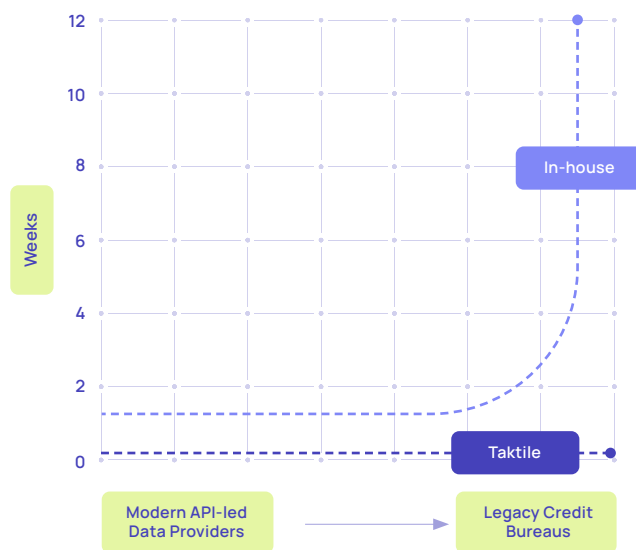 12
10
8
In-house
6
Weeks
4
2
Taktile
0
Modern API-led
Data Providers
Legacy Credit
Bureaus